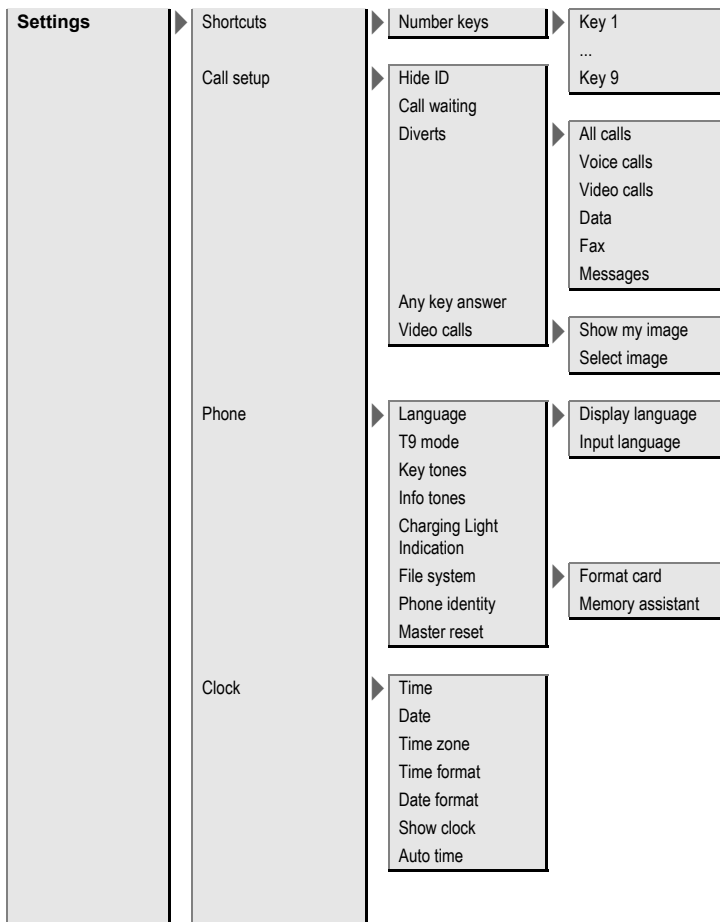 Settings
Shortcuts
Number keys
Key 1
...
Key 9
Call setup
Hide ID
Call waiting
Diverts
All calls
Voice calls
Video calls
Data
Fax
Messages
Any key answer
Video calls
Show my image
Select image
Phone
Language
Display language
Input language
T9 mode
Key tones
Info tones
Charging Light
Indication
File system
Format card
Memory assistant
Phone identity
Master reset
Clock
Time
Date
Time zone
Time format
Date format
Show clock
Auto time